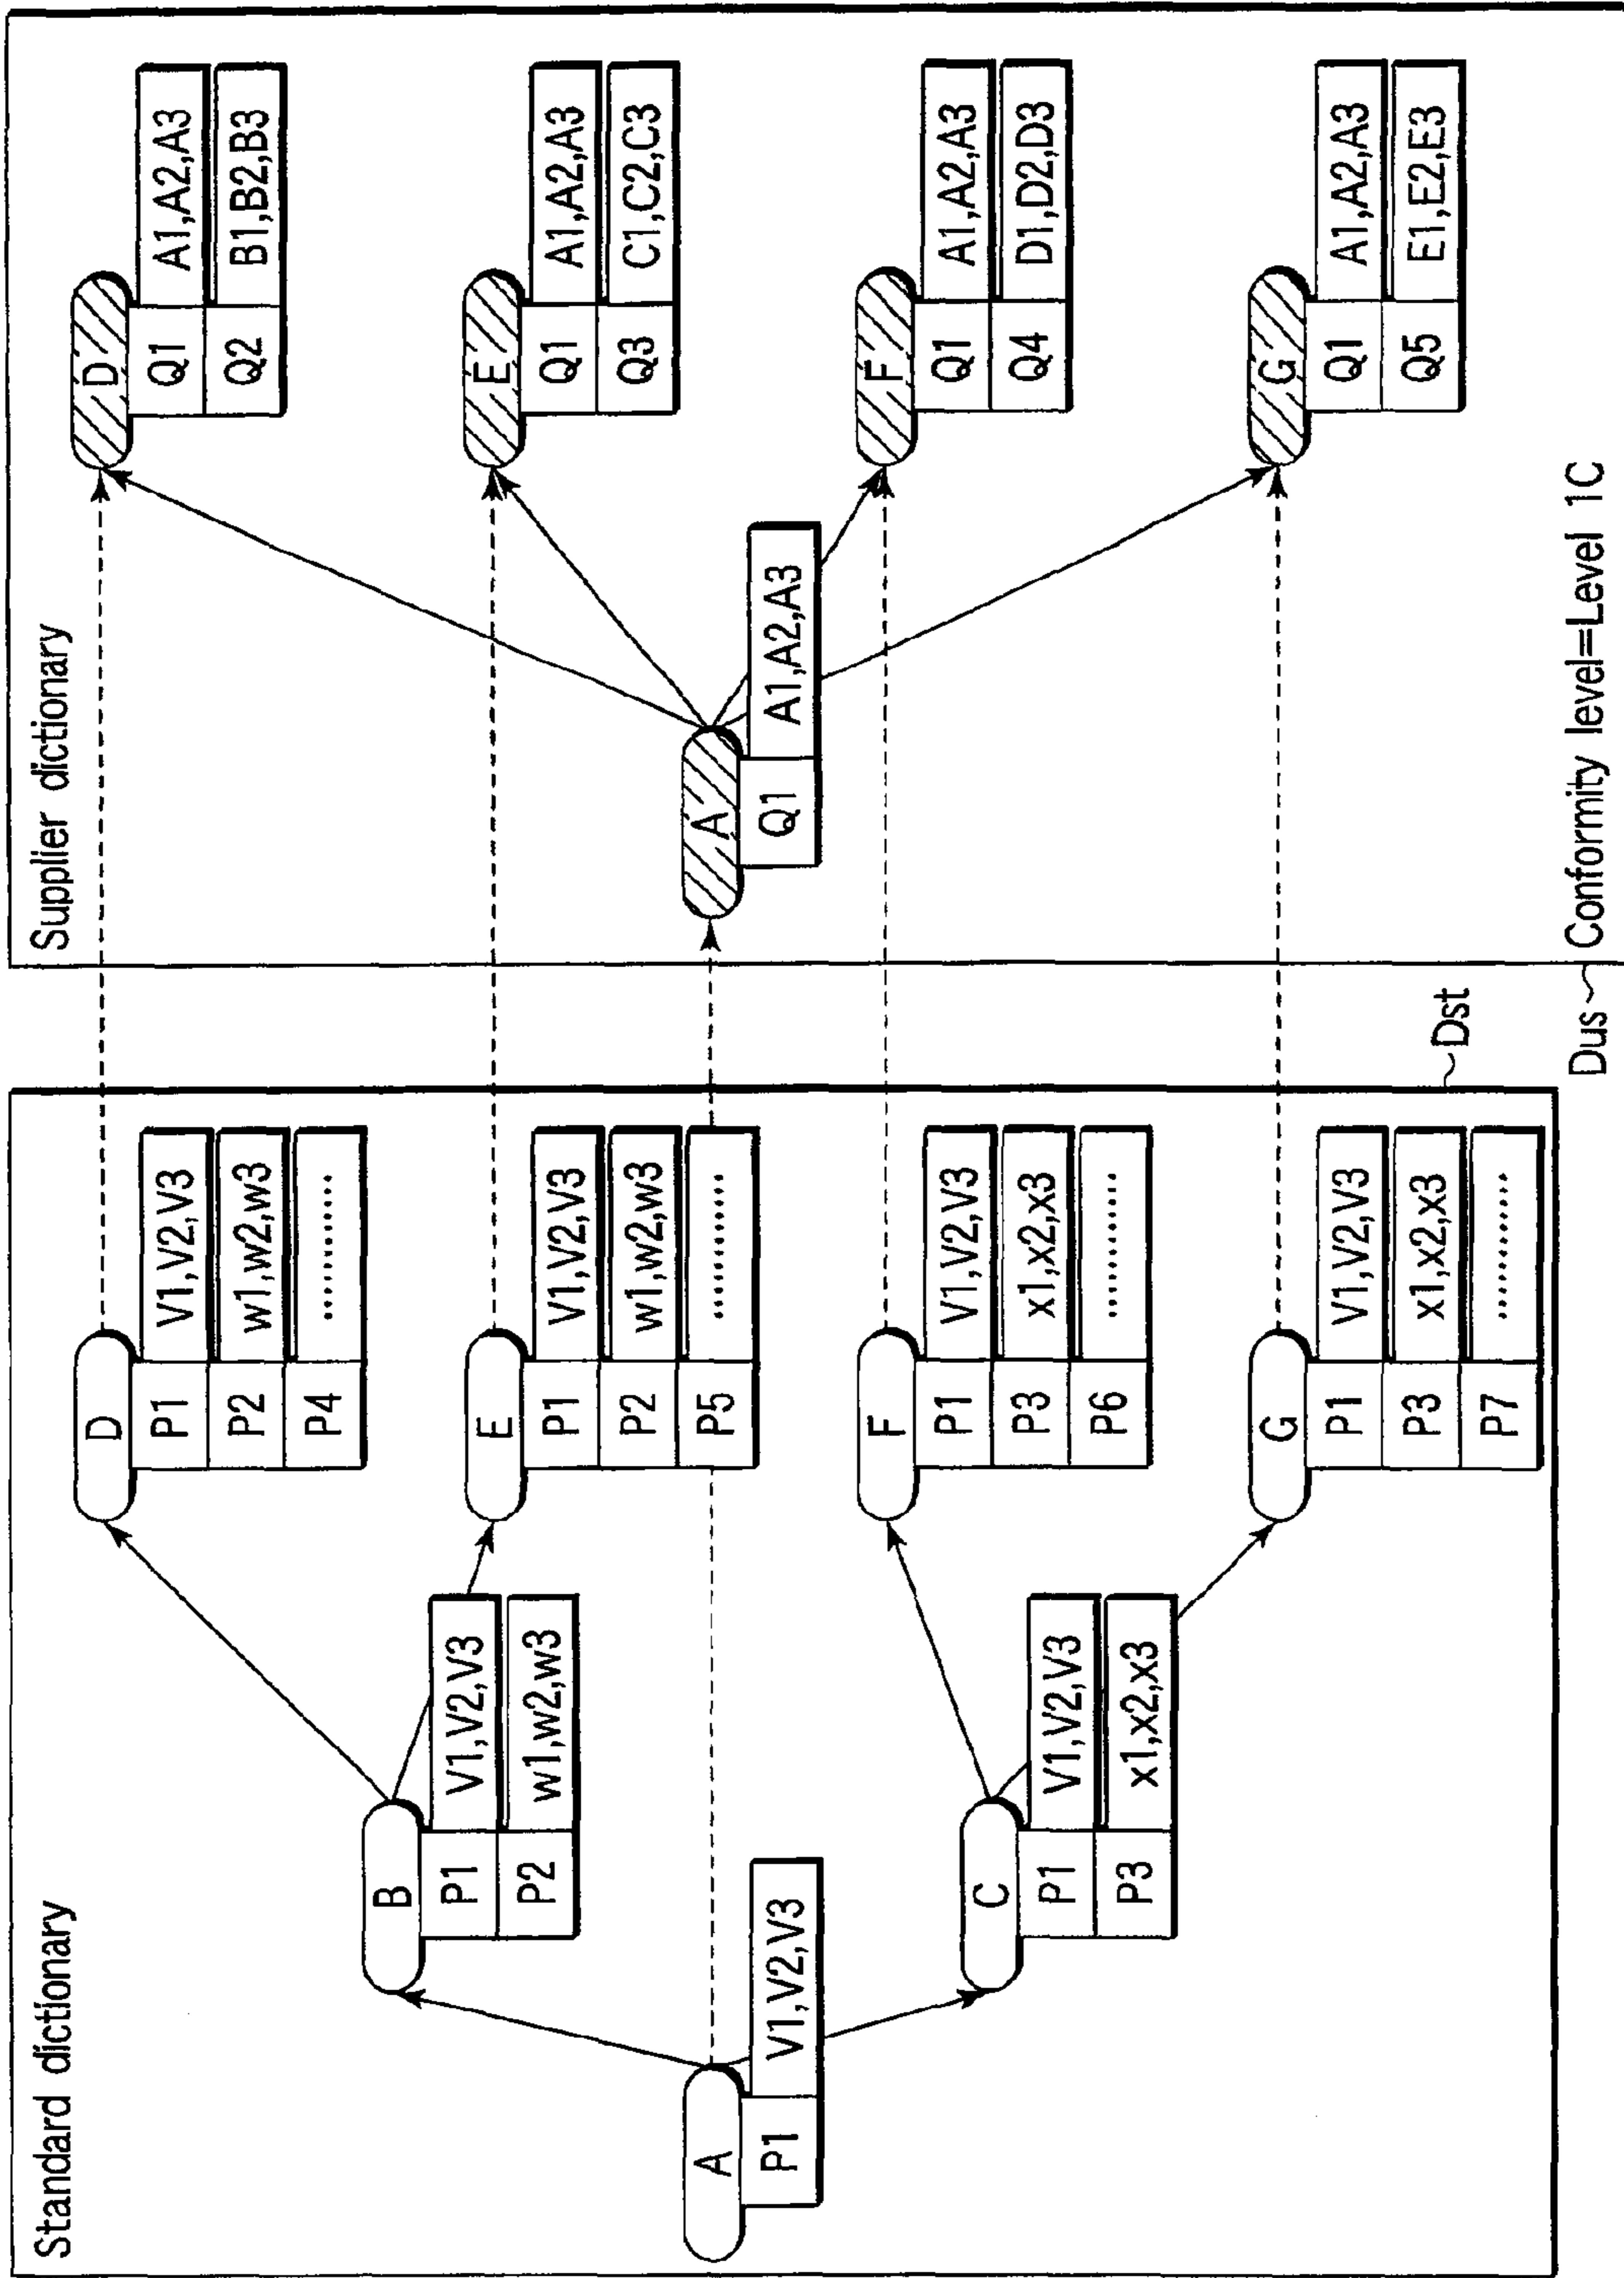 Standard dictionary
A
P1 V1,V2,V3
B
P1 V1,V2,V3
P2 w1,w2,w3
C
P1 V1,V2,V3
P3 x1,x2,x3
D
P1 V1,V2,V3
P2 w1,w2,w3
P4 ..........
E
P1 V1,V2,V3
P2 w1,w2,w3
P5 ..........
F
P1 V1,V2,V3
P3 x1,x2,x3
P6 ..........
G
P1 V1,V2,V3
P3 x1,x2,x3
P7 ..........
Dst
Supplier dictionary
A
Q1 A1,A2,A3
D
Q1 A1,A2,A3
Q2 B1,B2,B3
E
Q1 A1,A2,A3
Q3 C1,C2,C3
F
Q1 A1,A2,A3
Q4 D1,D2,D3
G
Q1 A1,A2,A3
Q5 E1,E2,E3
Dus
Conformity level=Level 1C